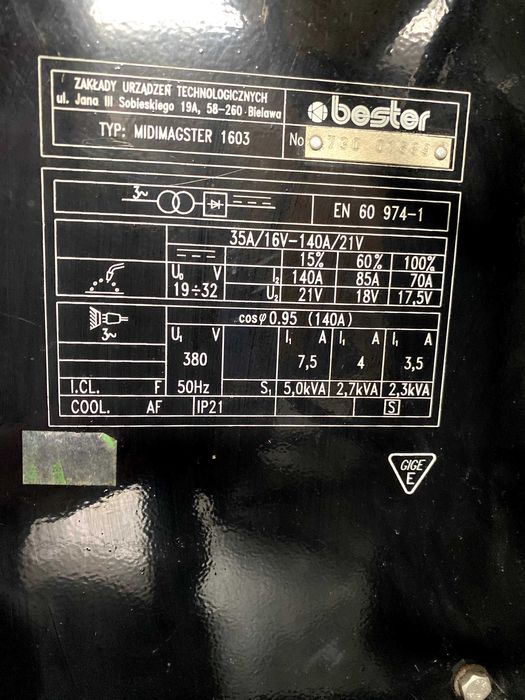 ZAKŁADY URZĄDZEŃ TECHNOLOGICZNYCH
ul. Jana III Sobieskiego 19A, 58-260 Bielawa
TYP: MIDIMAGSTER 1603
bester
No
3~
EN 60 974-1
35A/16V-140A/21V
15% 60% 100%
U₀ V I₂ 140A 85A 70A
19÷32 U₂ 21V 18V 17,5V
cosφ 0.95 (140A)
3~ U₁ V I₁ A I₁ A I₁ A
380 7,5 4 3,5
I.CL. F 50Hz S₁ 5,0kVA 2,7kVA 2,3kVA
COOL. AF IP21 S
GIGE
E